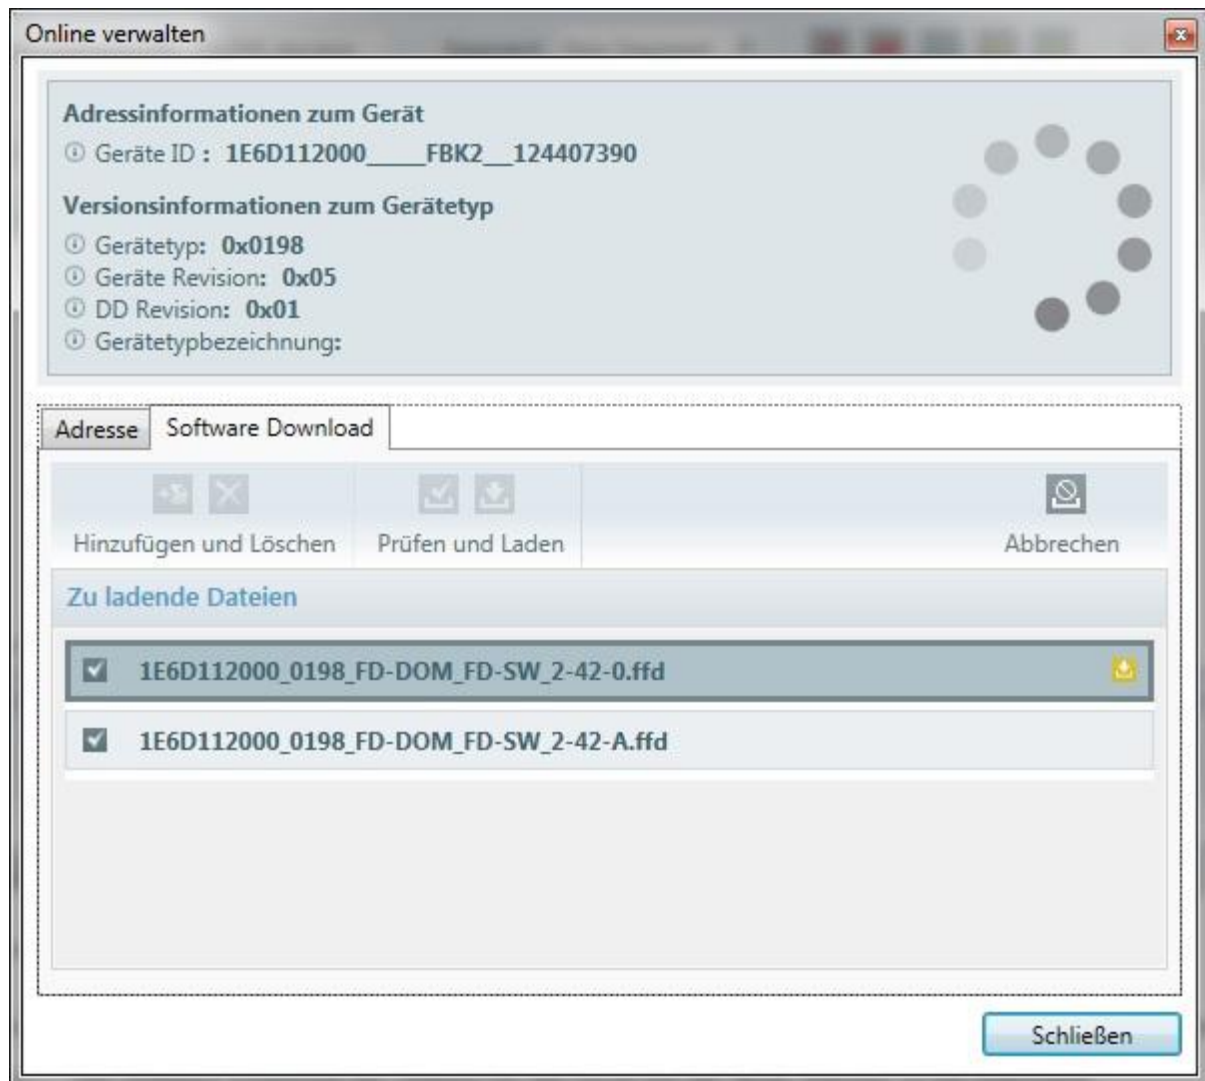 Online verwalten
Adressinformationen zum Gerät
Geräte ID : 1E6D112000_____FBK2__124407390
Versionsinformationen zum Gerätetyp
Gerätetyp: 0x0198
Geräte Revision: 0x05
DD Revision: 0x01
Gerätetypbezeichnung:
Adresse Software Download
Hinzufügen und Löschen Prüfen und Laden Abbrechen
Zu ladende Dateien
1E6D112000_0198_FD-DOM_FD-SW_2-42-0.ffd
1E6D112000_0198_FD-DOM_FD-SW_2-42-A.ffd
Schließen